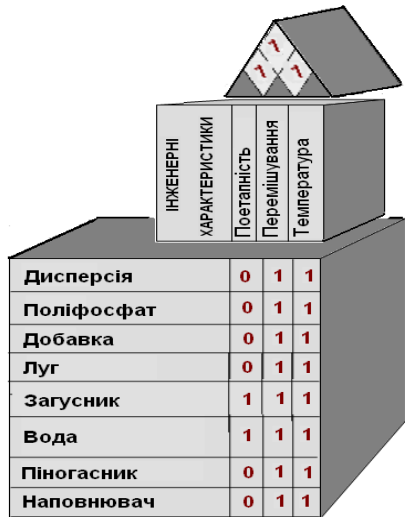 1
1 1
ІНЖЕНЕРНІ
ХАРАКТЕРИСТИКИ
Поетапність
Перемішування
Температура
Дисперсія 0 1 1
Поліфосфат 0 1 1
Добавка 0 1 1
Луг 0 1 1
Загусник 1 1 1
Вода 1 1 1
Піногасник 0 1 1
Наповнювач 0 1 1